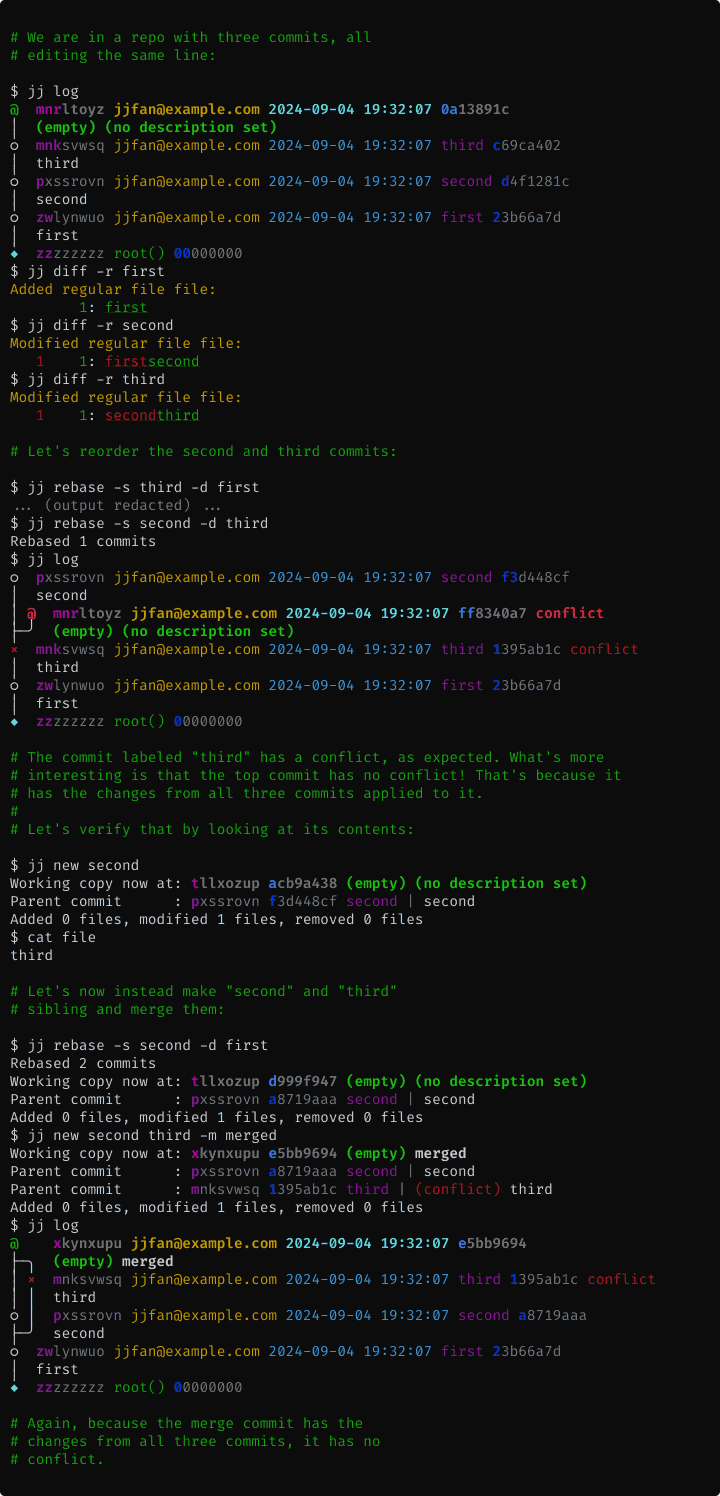 # We are in a repo with three commits, all
# editing the same line:
$ jj log
@  mnrltoyz jjfan@example.com 2024-09-04 19:32:07 0a13891c
│  (empty) (no description set)
○  mnksvwsq jjfan@example.com 2024-09-04 19:32:07 third c69ca402
│  third
○  pxssrovn jjfan@example.com 2024-09-04 19:32:07 second d4f1281c
│  second
○  zwlynwuo jjfan@example.com 2024-09-04 19:32:07 first 23b66a7d
│  first
◆  zzzzzzzz root() 00000000
$ jj diff -r first
Added regular file file:
        1: first
$ jj diff -r second
Modified regular file file:
   1    1: firstsecond
$ jj diff -r third
Modified regular file file:
   1    1: secondthird
# Let's reorder the second and third commits:
$ jj rebase -s third -d first
... (output redacted) ...
$ jj rebase -s second -d third
Rebased 1 commits
$ jj log
○  pxssrovn jjfan@example.com 2024-09-04 19:32:07 second f3d448cf
│  second
│ @  mnrltoyz jjfan@example.com 2024-09-04 19:32:07 ff8340a7 conflict
├─╯  (empty) (no description set)
×  mnksvwsq jjfan@example.com 2024-09-04 19:32:07 third 1395ab1c conflict
│  third
○  zwlynwuo jjfan@example.com 2024-09-04 19:32:07 first 23b66a7d
│  first
◆  zzzzzzzz root() 00000000
# The commit labeled "third" has a conflict, as expected. What's more
# interesting is that the top commit has no conflict! That's because it
# has the changes from all three commits applied to it.
#
# Let's verify that by looking at its contents:
$ jj new second
Working copy now at: tllxozup acb9a438 (empty) (no description set)
Parent commit      : pxssrovn f3d448cf second | second
Added 0 files, modified 1 files, removed 0 files
$ cat file
third
# Let's now instead make "second" and "third"
# sibling and merge them:
$ jj rebase -s second -d first
Rebased 2 commits
Working copy now at: tllxozup d999f947 (empty) (no description set)
Parent commit      : pxssrovn a8719aaa second | second
Added 0 files, modified 1 files, removed 0 files
$ jj new second third -m merged
Working copy now at: xkynxupu e5bb9694 (empty) merged
Parent commit      : pxssrovn a8719aaa second | second
Parent commit      : mnksvwsq 1395ab1c third | (conflict) third
Added 0 files, modified 1 files, removed 0 files
$ jj log
@    xkynxupu jjfan@example.com 2024-09-04 19:32:07 e5bb9694
├─╮  (empty) merged
│ ×  mnksvwsq jjfan@example.com 2024-09-04 19:32:07 third 1395ab1c conflict
│ │  third
○ │  pxssrovn jjfan@example.com 2024-09-04 19:32:07 second a8719aaa
├─╯  second
○  zwlynwuo jjfan@example.com 2024-09-04 19:32:07 first 23b66a7d
│  first
◆  zzzzzzzz root() 00000000
# Again, because the merge commit has the
# changes from all three commits, it has no
# conflict.